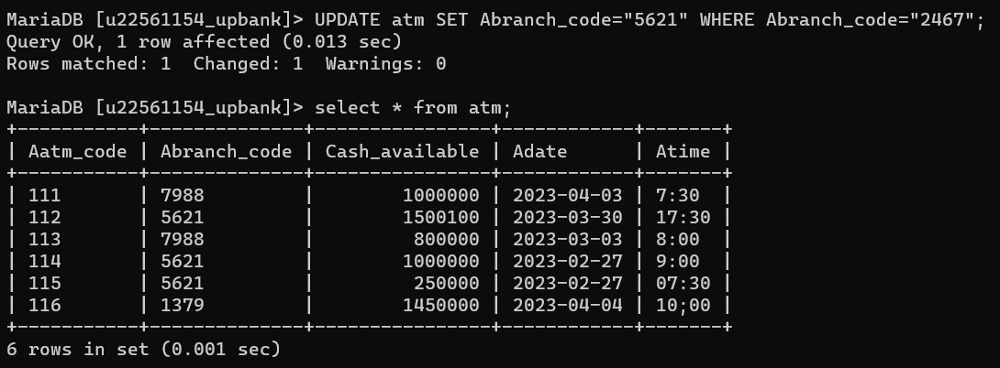 MariaDB [u22561154_upbank]> UPDATE atm SET Abranch_code="5621" WHERE Abranch_code="2467";
Query OK, 1 row affected (0.013 sec)
Rows matched: 1  Changed: 1  Warnings: 0
MariaDB [u22561154_upbank]> select * from atm;
+-----------+--------------+----------------+------------+-------+
| Aatm_code | Abranch_code | Cash_available | Adate      | Atime |
+-----------+--------------+----------------+------------+-------+
| 111       | 7988         |        1000000 | 2023-04-03 | 7:30  |
| 112       | 5621         |        1500100 | 2023-03-30 | 17:30 |
| 113       | 7988         |         800000 | 2023-03-03 | 8:00  |
| 114       | 5621         |        1000000 | 2023-02-27 | 9:00  |
| 115       | 5621         |         250000 | 2023-02-27 | 07:30 |
| 116       | 1379         |        1450000 | 2023-04-04 | 10;00 |
+-----------+--------------+----------------+------------+-------+
6 rows in set (0.001 sec)